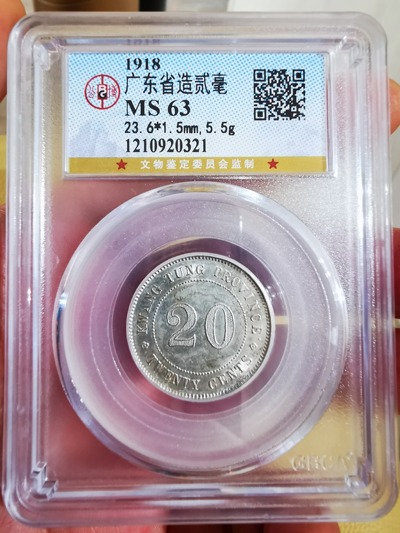 1918
广东省造贰毫
MS 63
23.6*1.5mm,5.5g
1210920321
★ 文物鉴定委员会监制 ★
KWANG-TUNG PROVINCE
20
TWENTY CENTS